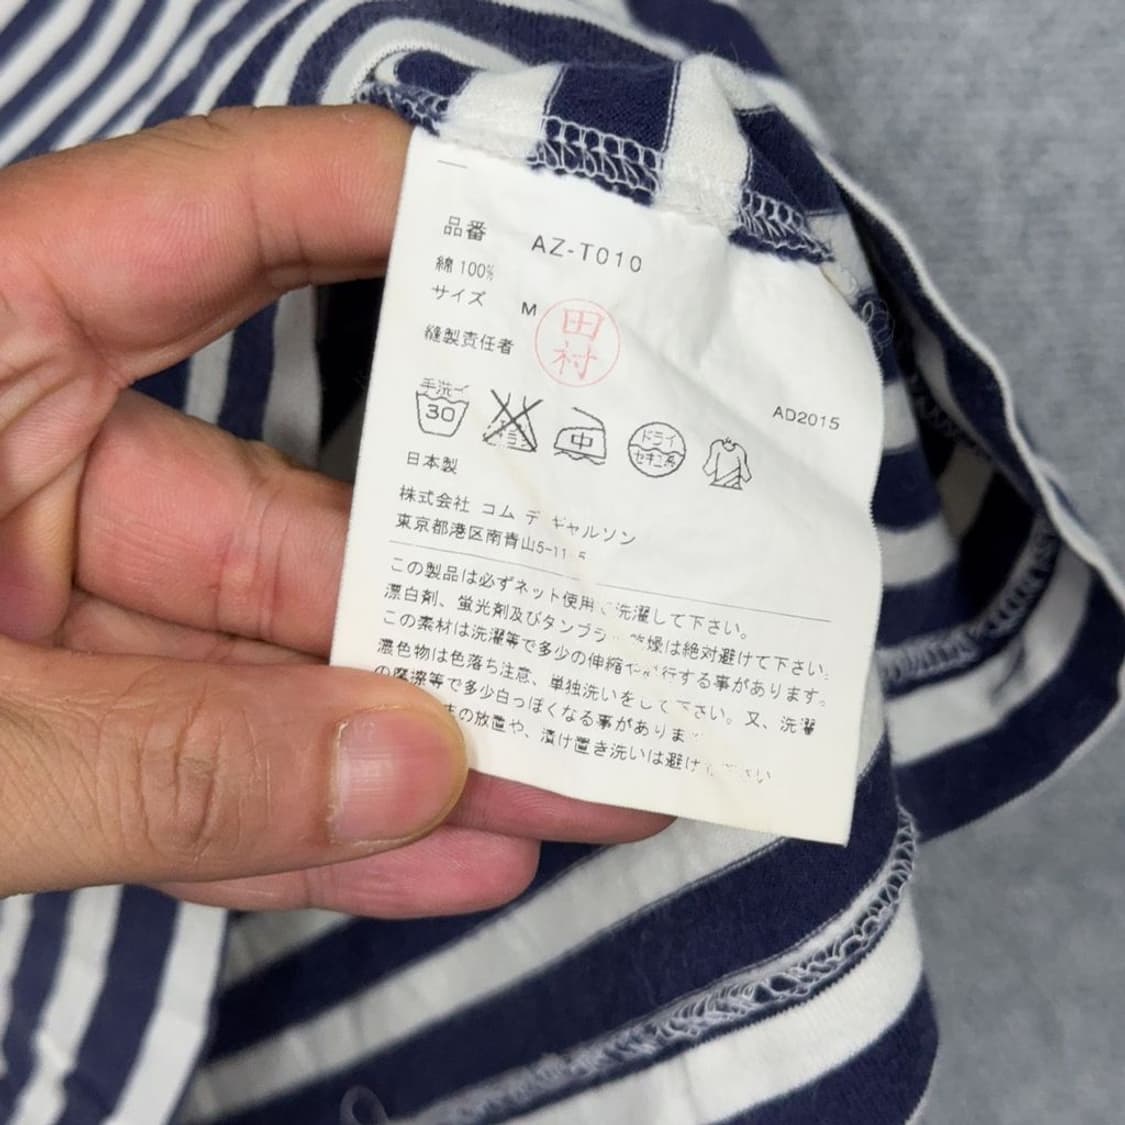 品番 AZ-T010
綿 100%
サイズ M
縫製責任者 田村
AD2015
手洗イ
30 中 ドライ セキユ系
日本製
株式会社 コム デ ギャルソン
東京都港区南青山5-11-5
この製品は必ずネット使用 洗濯して下さい。
漂白剤、蛍光剤及びタンブラ 乾燥は絶対避けて下さい。
この素材は洗濯等で多少の伸縮や 行する事があります。
濃色物は色落ち注意、単独洗いをして下さい。又、洗濯
の摩擦等で多少白っぽくなる事がありま
の放置や、漬け置き洗いは避け さい